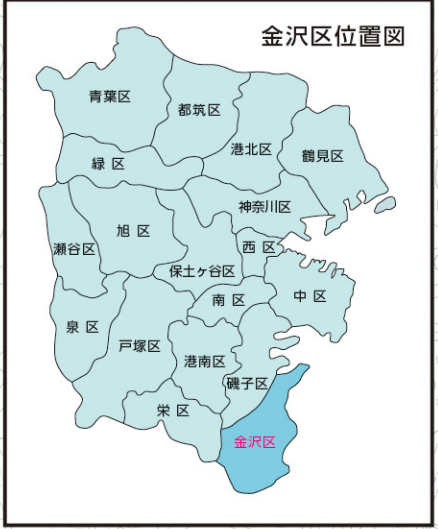 金沢区位置図
青葉区
都筑区
港北区
鶴見区
緑 区
神奈川区
旭 区
西 区
瀬谷区
保土ヶ谷区
中 区
南 区
泉 区
戸塚区
港南区
磯子区
栄 区
金沢区